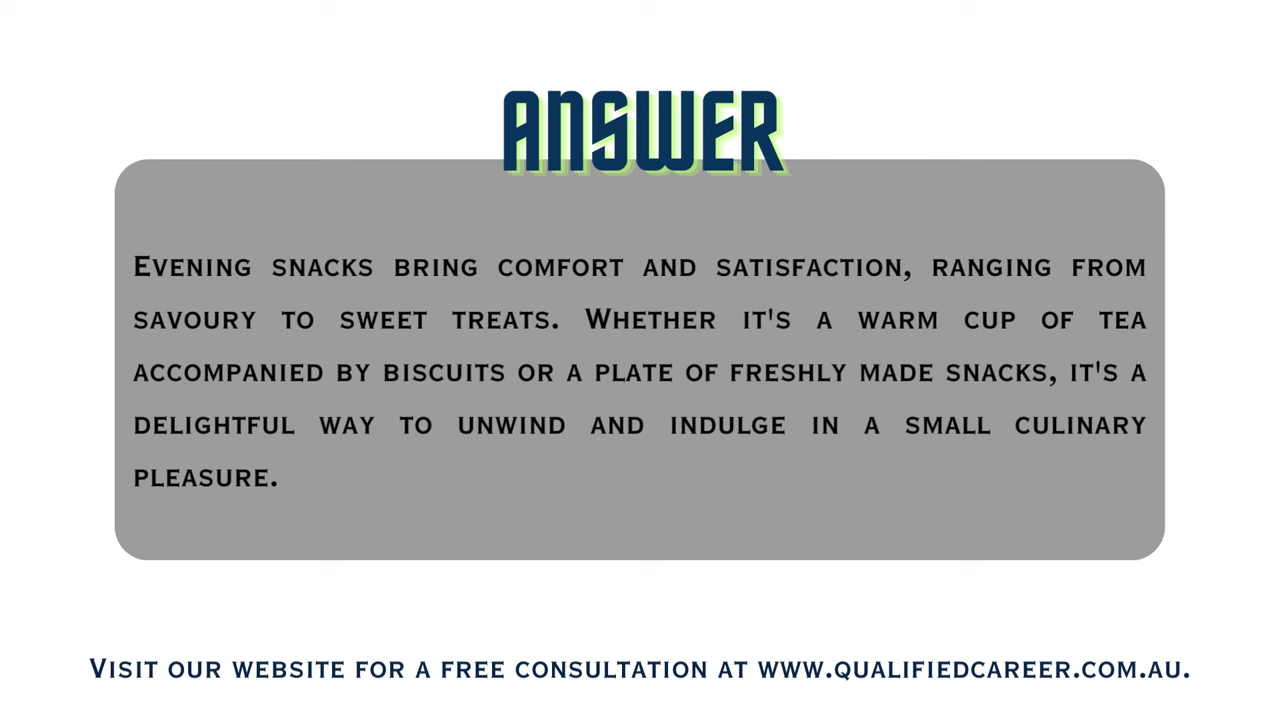 ANSWER
Evening snacks bring comfort and satisfaction, ranging from
savoury to sweet treats. Whether it's a warm cup of tea
accompanied by biscuits or a plate of freshly made snacks, it's a
delightful way to unwind and indulge in a small culinary
pleasure.
Visit our website for a free consultation at www.qualifiedcareer.com.au.